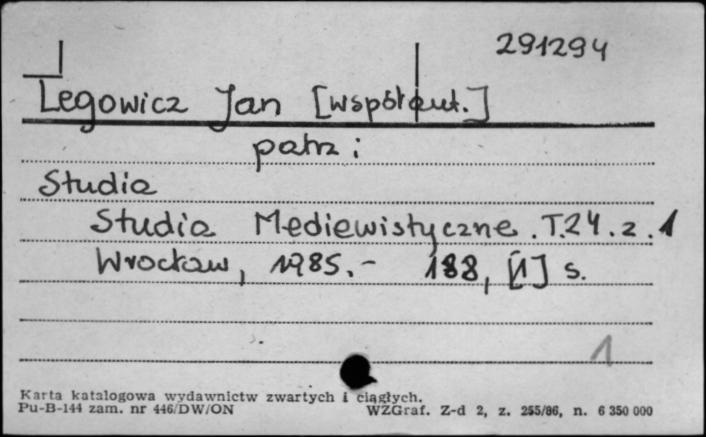 291294
Legowicz Jan [współaut.]
patrz:
Studia
Studia Mediewistyczne. T.24. z. 1
Wrocław, 1985.- 188, [1] s.
1
Karta katalogowa wydawnictw zwartych i ciągłych.
Pu-B-144 zam. nr 446/DW/ON WZGraf. Z-d 2, z. 255/86, n. 6 350 000